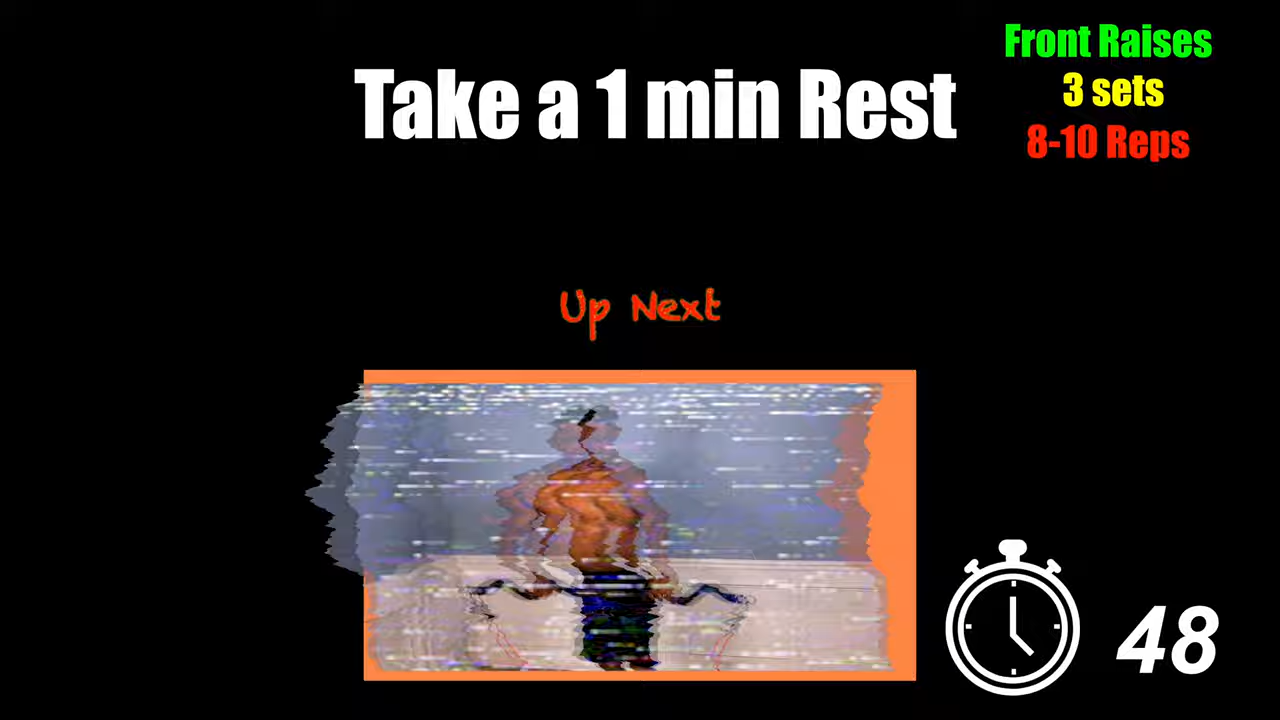 Take a 1 min Rest
Front Raises
3 sets
8-10 Reps
Up Next
48